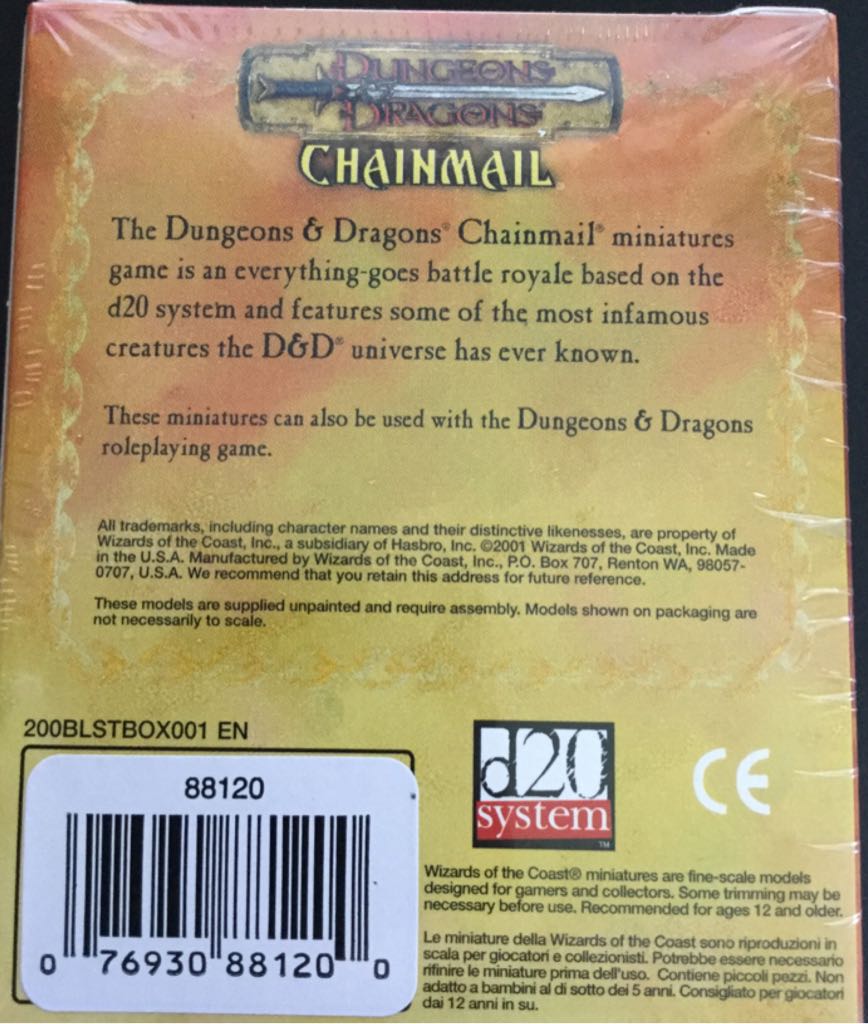 DUNGEONS
DRAGONS®
CHAINMAIL®
The Dungeons & Dragons® Chainmail® miniatures
game is an everything-goes battle royale based on the
d20 system and features some of the most infamous
creatures the D&D® universe has ever known.
These miniatures can also be used with the Dungeons & Dragons
roleplaying game.
All trademarks, including character names and their distinctive likenesses, are property of
Wizards of the Coast, Inc., a subsidiary of Hasbro, Inc. ©2001 Wizards of the Coast, Inc. Made
in the U.S.A. Manufactured by Wizards of the Coast, Inc., P.O. Box 707, Renton WA, 98057-
0707, U.S.A. We recommend that you retain this address for future reference.
These models are supplied unpainted and require assembly. Models shown on packaging are
not necessarily to scale.
200BLSTBOX001 EN
88120
0 76930 88120 0
d20
system™
CE
Wizards of the Coast® miniatures are fine-scale models
designed for gamers and collectors. Some trimming may be
necessary before use. Recommended for ages 12 and older.
Le miniature della Wizards of the Coast sono riproduzioni in
scala per giocatori e collezionisti. Potrebbe essere necessario
rifinire le miniature prima dell'uso. Contiene piccoli pezzi. Non
adatto a bambini al di sotto dei 5 anni. Consigliato per giocatori
dai 12 anni in su.